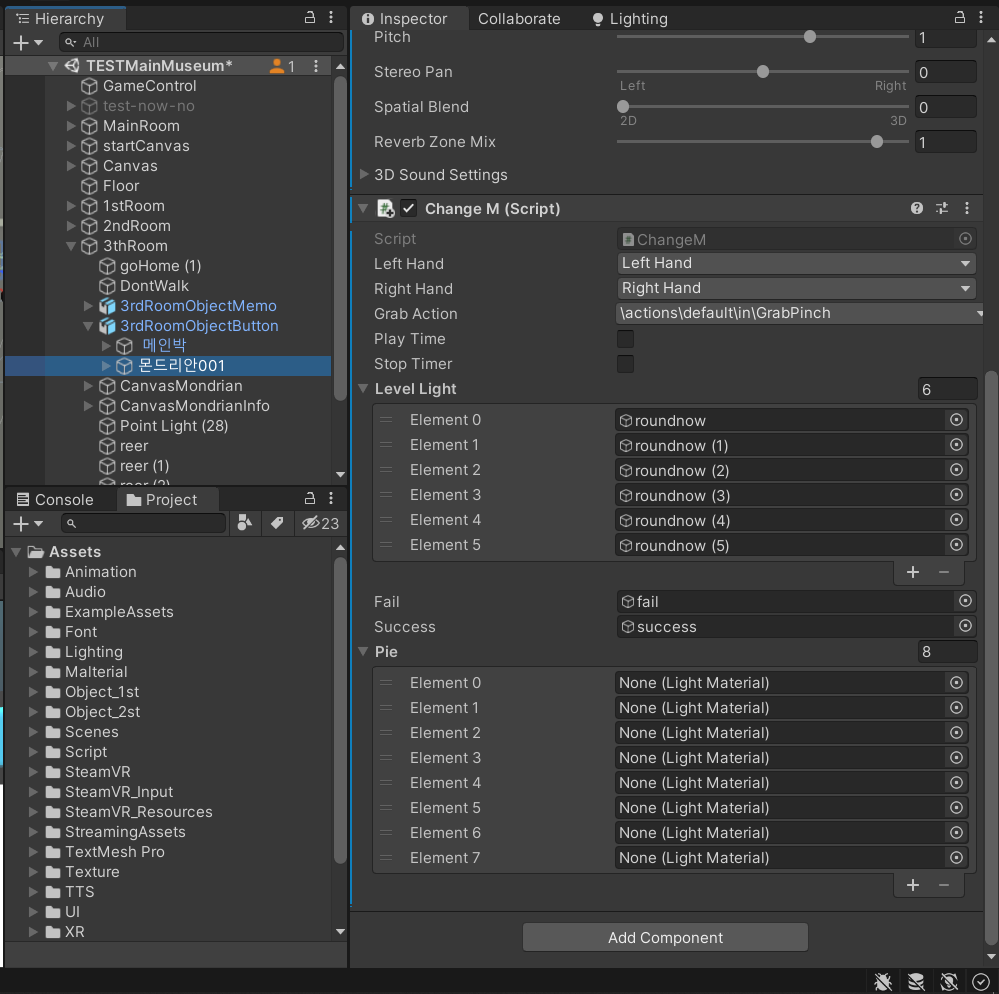 Hierarchy
All
TESTMainMuseum*
1
GameControl
test-now-no
MainRoom
startCanvas
Canvas
Floor
1stRoom
2ndRoom
3thRoom
goHome (1)
DontWalk
3rdRoomObjectMemo
3rdRoomObjectButton
메인박
몬드리안001
CanvasMondrian
CanvasMondrianInfo
Point Light (28)
reer
reer (1)
reer (2)
Console
Project
23
Assets
Animation
Audio
ExampleAssets
Font
Lighting
Malterial
Object_1st
Object_2st
Scenes
Script
SteamVR
SteamVR_Input
SteamVR_Resources
StreamingAssets
TextMesh Pro
Texture
TTS
UI
XR
Inspector
Collaborate
Lighting
Pitch
1
Stereo Pan
0
Left
Right
Spatial Blend
0
2D
3D
Reverb Zone Mix
1
3D Sound Settings
Change M (Script)
Script
ChangeM
Left Hand
Left Hand
Right Hand
Right Hand
Grab Action
\actions\default\in\GrabPinch
Play Time
Stop Timer
Level Light
6
Element 0
roundnow
Element 1
roundnow (1)
Element 2
roundnow (2)
Element 3
roundnow (3)
Element 4
roundnow (4)
Element 5
roundnow (5)
Fail
fail
Success
success
Pie
8
Element 0
None (Light Material)
Element 1
None (Light Material)
Element 2
None (Light Material)
Element 3
None (Light Material)
Element 4
None (Light Material)
Element 5
None (Light Material)
Element 6
None (Light Material)
Element 7
None (Light Material)
Add Component